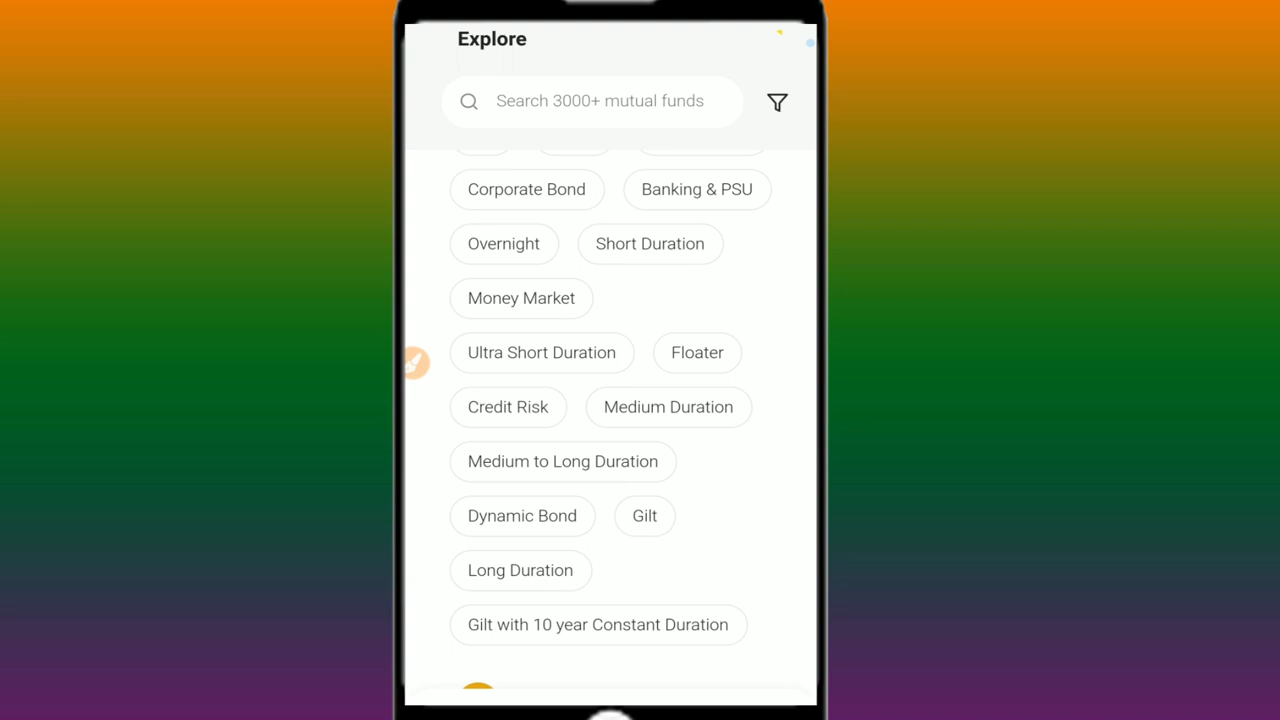 Explore
Search 3000+ mutual funds
Corporate Bond Banking & PSU
Overnight Short Duration
Money Market
Ultra Short Duration Floater
Credit Risk Medium Duration
Medium to Long Duration
Dynamic Bond Gilt
Long Duration
Gilt with 10 year Constant Duration